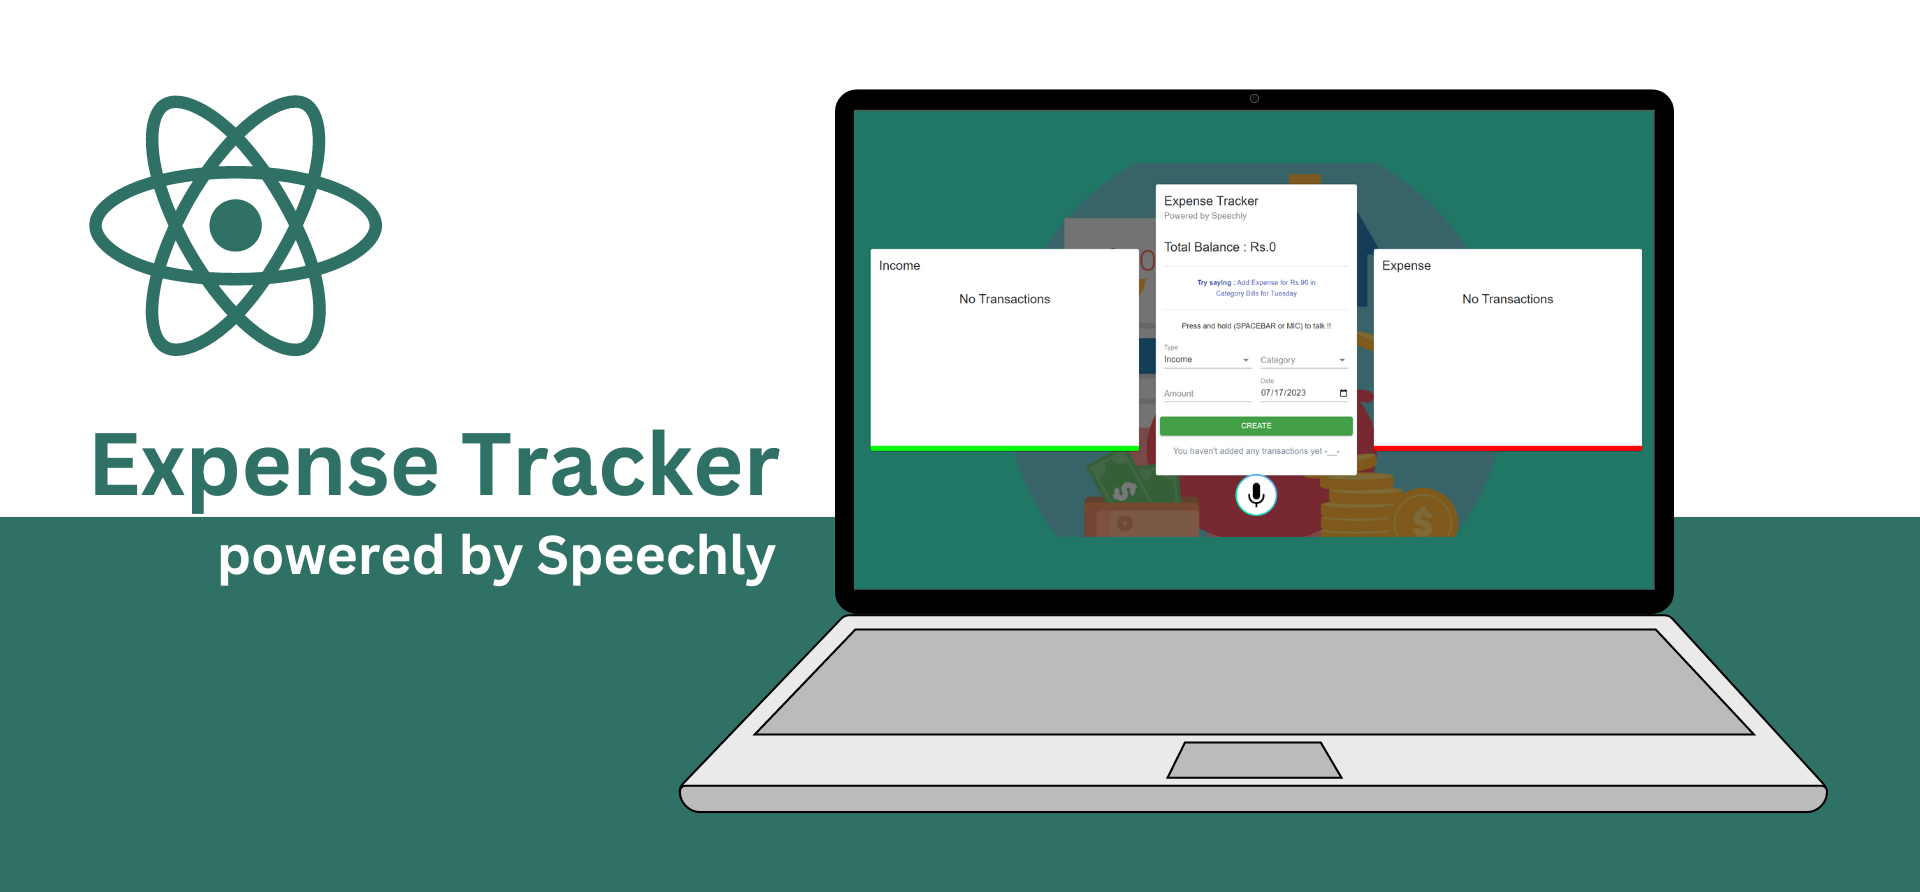 Expense Tracker
powered by Speechly
Income
No Transactions
Expense Tracker
Powered by Speechly
Total Balance : Rs.0
Try saying : Add Expense for Rs.96 in
Category Bills for Tuesday
Press and hold (SPACEBAR or MIC) to talk !!
Type
Income
Category
Amount
Date
07/17/2023
CREATE
You haven't added any transactions yet -__-
Expense
No Transactions